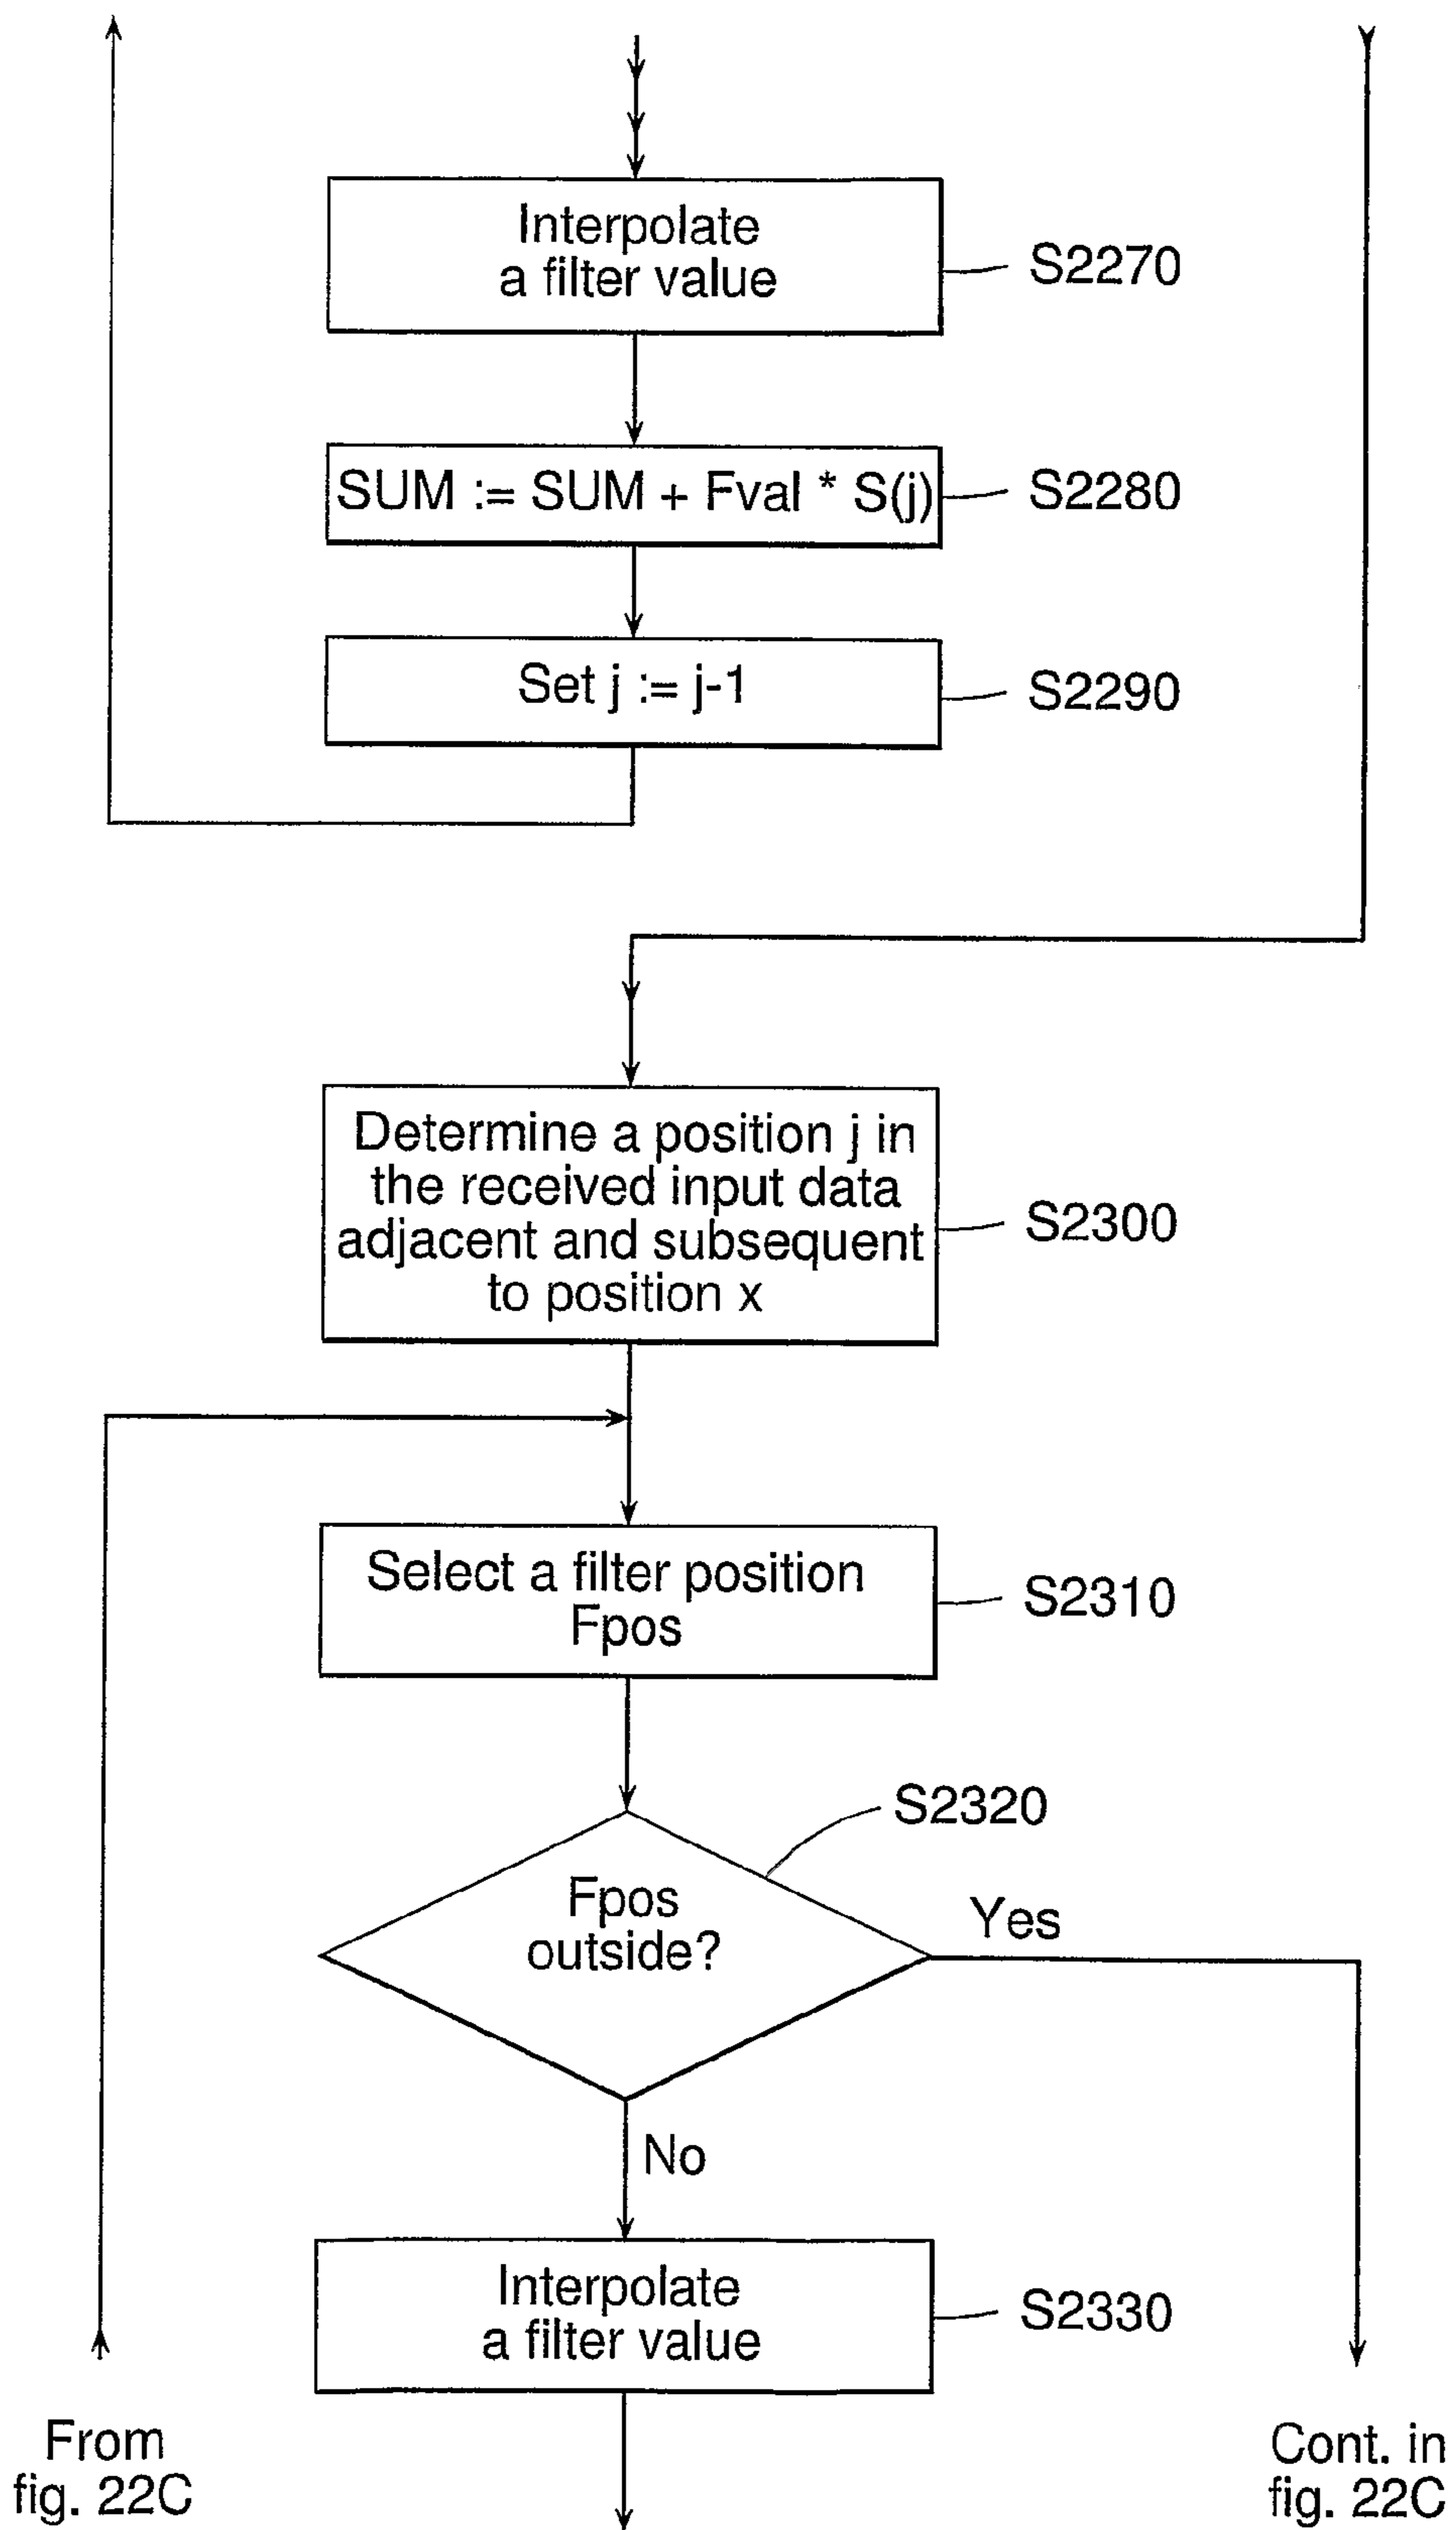 Interpolate
a filter value
S2270
SUM := SUM + Fval * S(j)
S2280
Set j := j-1
S2290
Determine a position j in
the received input data
adjacent and subsequent
to position x
S2300
Select a filter position
Fpos
S2310
S2320
Fpos
outside?
Yes
No
Interpolate
a filter value
S2330
From
fig. 22C
Cont. in
fig. 22C